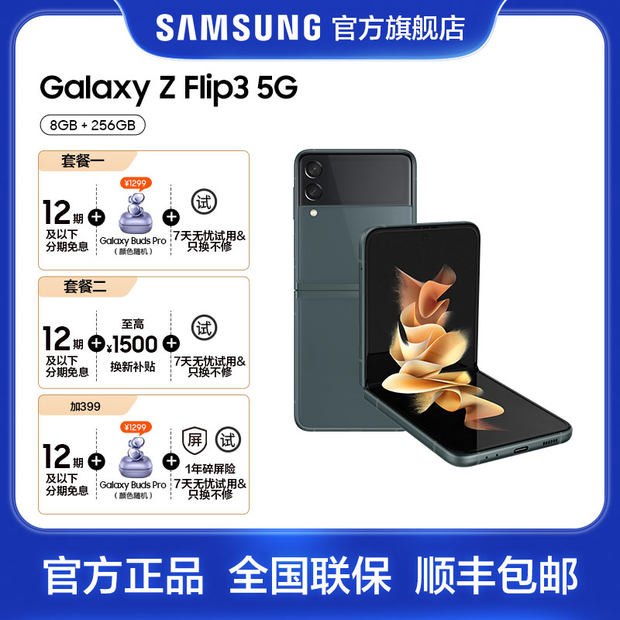 SAMSUNG 官方旗舰店
Galaxy Z Flip3 5G
8GB + 256GB
套餐一
12期
及以下
分期免息
+
¥1299
Galaxy Buds Pro
(颜色随机)
+
试
7天无忧试用&
只换不修
套餐二
12期
及以下
分期免息
+
至高
¥1500
换新补贴
+
试
7天无忧试用&
只换不修
加399
12期
及以下
分期免息
+
¥1299
Galaxy Buds Pro
(颜色随机)
+
屏 试
1年碎屏险
7天无忧试用&
只换不修
官方正品 全国联保 顺丰包邮